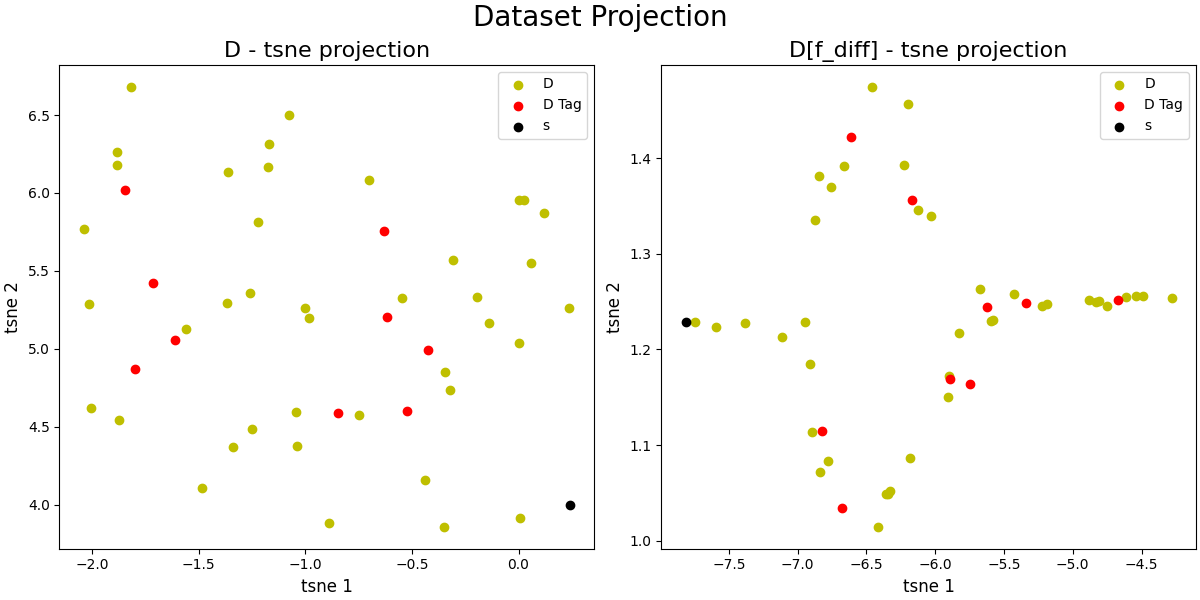 Dataset Projection
D - tsne projection
D
D Tag
s
6.5
6.0
5.5
5.0
4.5
4.0
tsne 2
−2.0
−1.5
−1.0
−0.5
0.0
tsne 1
D[f_diff] - tsne projection
D
D Tag
s
1.4
1.3
1.2
1.1
1.0
tsne 2
−7.5
−7.0
−6.5
−6.0
−5.5
−5.0
−4.5
tsne 1